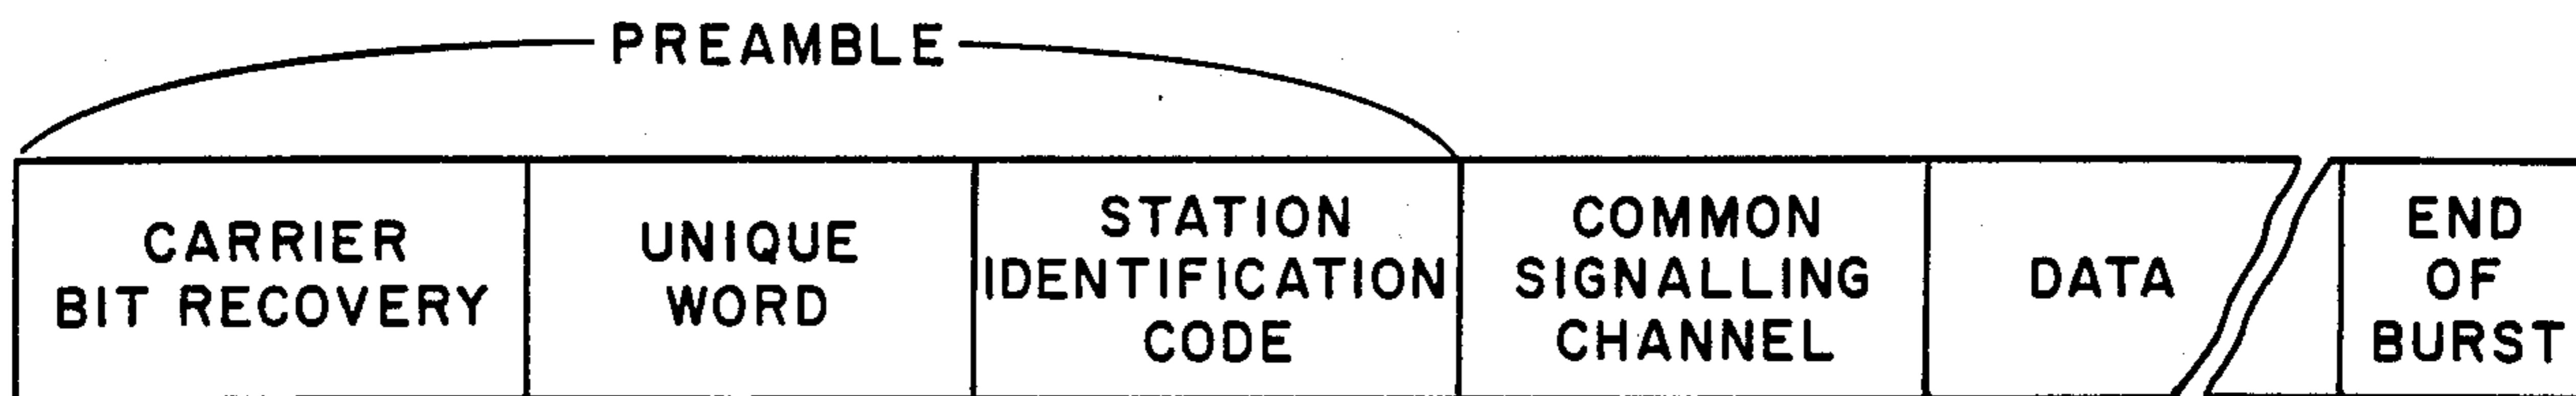 PREAMBLE
CARRIER
BIT RECOVERY
UNIQUE
WORD
STATION
IDENTIFICATION
CODE
COMMON
SIGNALLING
CHANNEL
DATA
END
OF
BURST